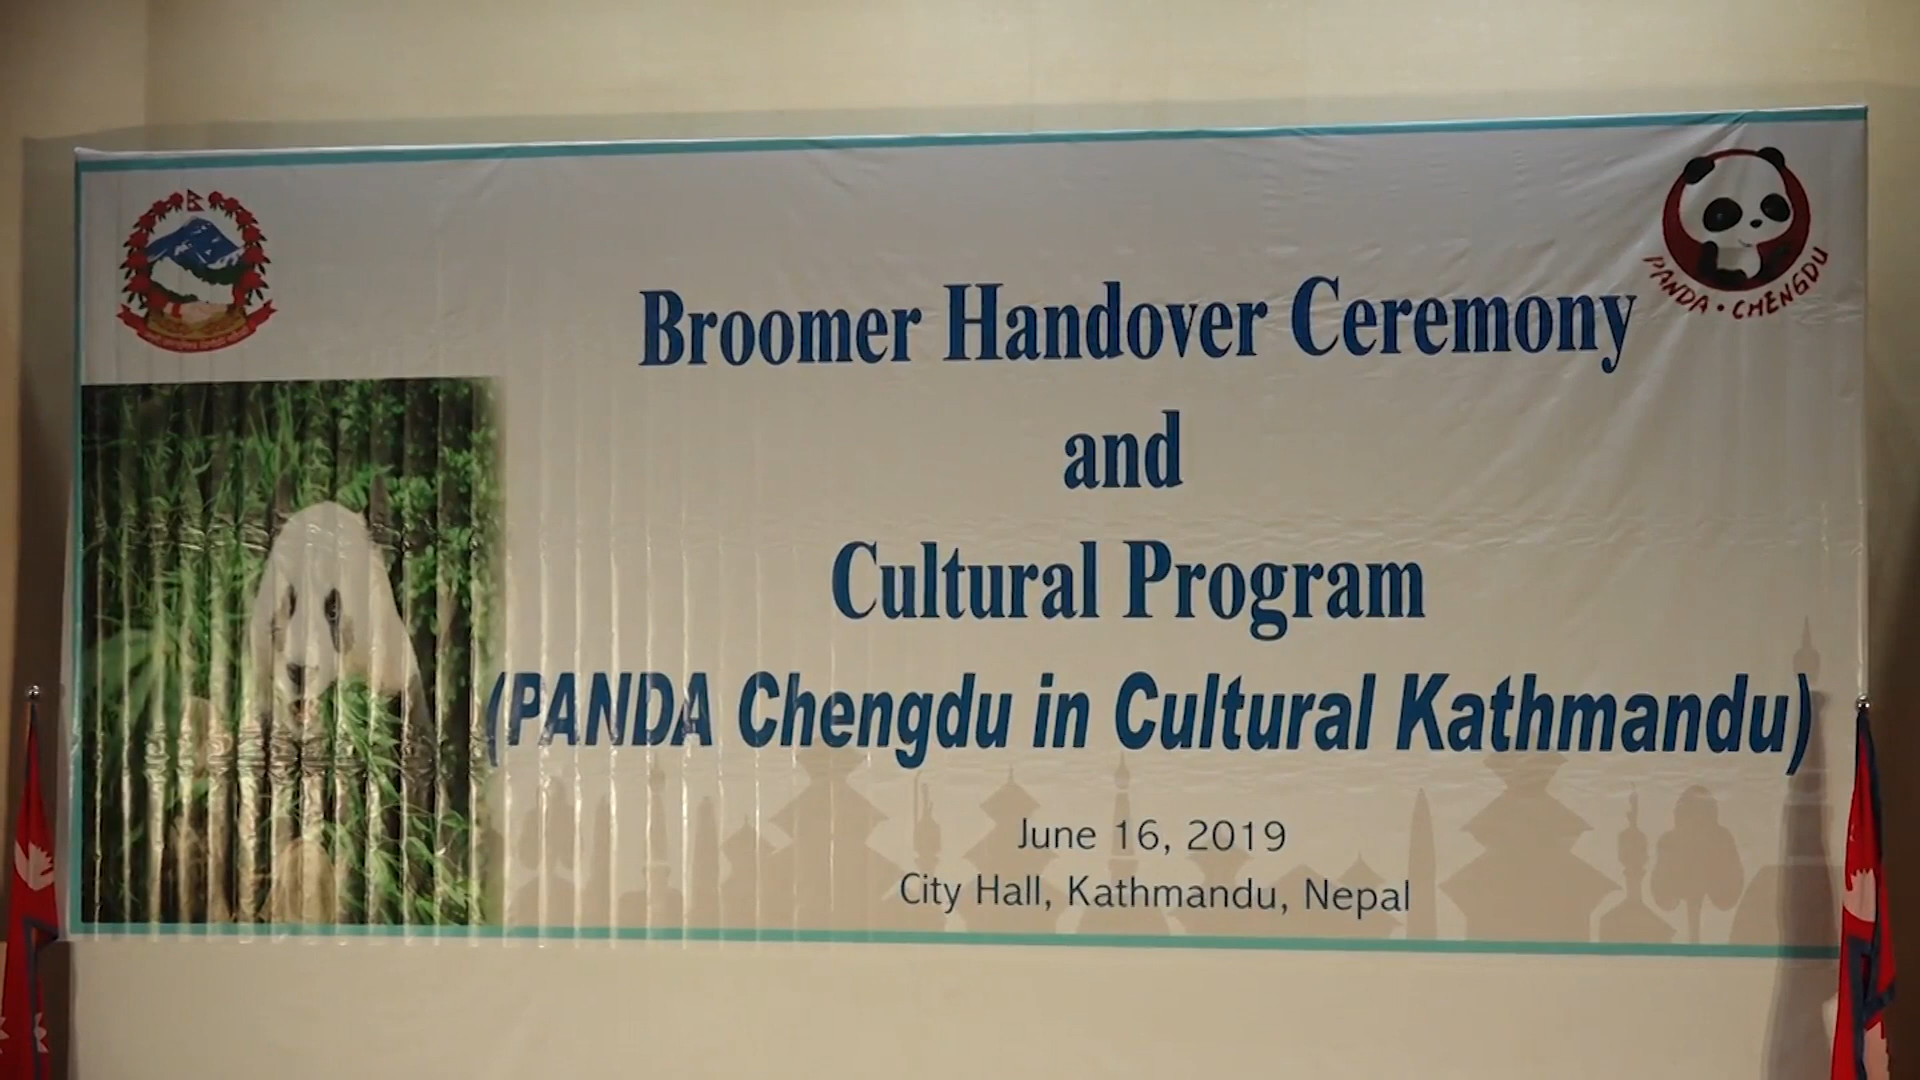 PANDA · CHENGDU
Broomer Handover Ceremony
and
Cultural Program
(PANDA Chengdu in Cultural Kathmandu)
June 16, 2019
City Hall, Kathmandu, Nepal